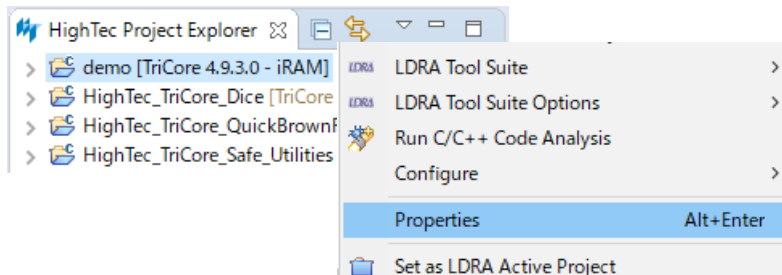 HighTec Project Explorer
demo [TriCore 4.9.3.0 - iRAM]
HighTec_TriCore_Dice [TriCore
HighTec_TriCore_QuickBrownF
HighTec_TriCore_Safe_Utilities
LDRA LDRA Tool Suite
LDRA LDRA Tool Suite Options
Run C/C++ Code Analysis
Configure
Properties Alt+Enter
Set as LDRA Active Project